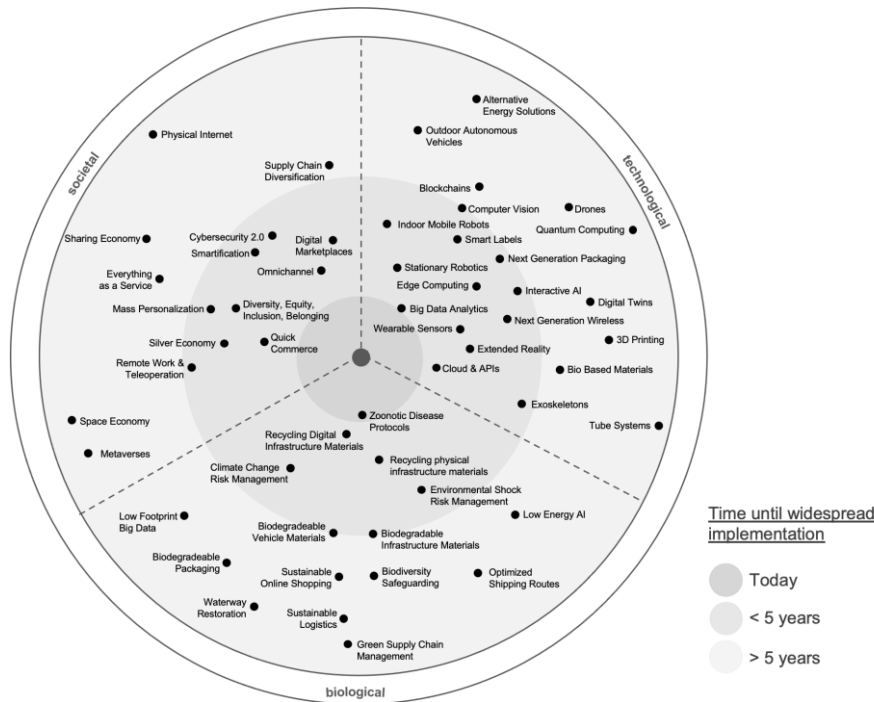 societal
technological
biological
Physical Internet
Supply Chain
Diversification
Sharing Economy
Cybersecurity 2.0
Smartification
Digital
Marketplaces
Omnichannel
Everything
as a Service
Mass Personalization
Diversity, Equity,
Inclusion, Belonging
Silver Economy
Quick
Commerce
Remote Work &
Teleoperation
Space Economy
Metaverses
Alternative
Energy Solutions
Outdoor Autonomous
Vehicles
Blockchains
Computer Vision
Drones
Indoor Mobile Robots
Quantum Computing
Smart Labels
Next Generation Packaging
Stationary Robotics
Edge Computing
Interactive AI
Digital Twins
Big Data Analytics
Next Generation Wireless
Wearable Sensors
3D Printing
Extended Reality
Cloud & APIs
Bio Based Materials
Exoskeletons
Tube Systems
Zoonotic Disease
Protocols
Recycling Digital
Infrastructure Materials
Climate Change
Risk Management
Recycling physical
infrastructure materials
Environmental Shock
Risk Management
Low Footprint
Big Data
Low Energy AI
Biodegradeable
Vehicle Materials
Biodegradable
Infrastructure Materials
Biodegradeable
Packaging
Sustainable
Online Shopping
Biodiversity
Safeguarding
Optimized
Shipping Routes
Waterway
Restoration
Sustainable
Logistics
Green Supply Chain
Management
Time until widespread
implementation
Today
< 5 years
> 5 years